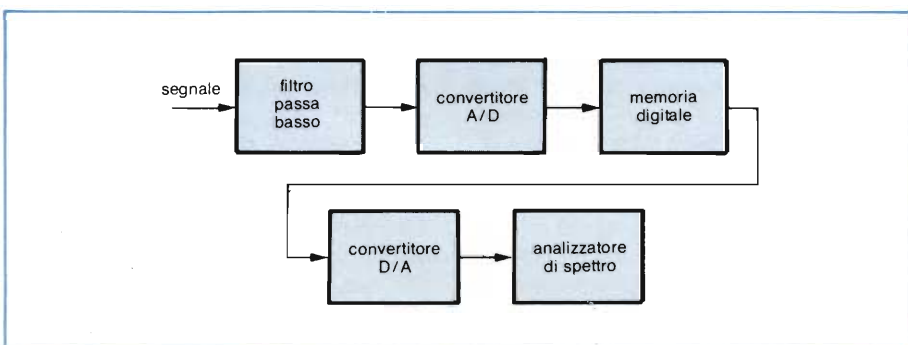 segnale
filtro
passa
basso
convertitore
A/D
memoria
digitale
convertitore
D/A
analizzatore
di spettro